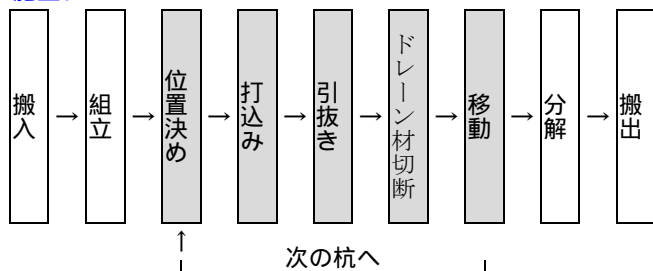 搬入
→
組立
→
位置決め
→
打込み
→
引抜き
→
ドレーン材切断
→
移動
→
分解
→
搬出
↑
次の杭へ